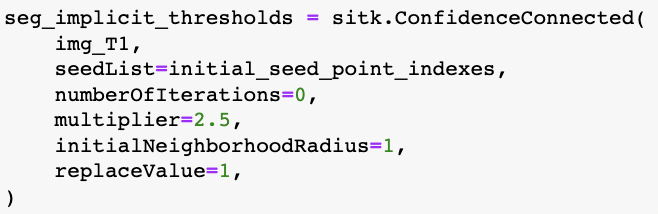 seg_implicit_thresholds = sitk.ConfidenceConnected(
    img_T1,
    seedList=initial_seed_point_indexes,
    numberOfIterations=0,
    multiplier=2.5,
    initialNeighborhoodRadius=1,
    replaceValue=1,
)